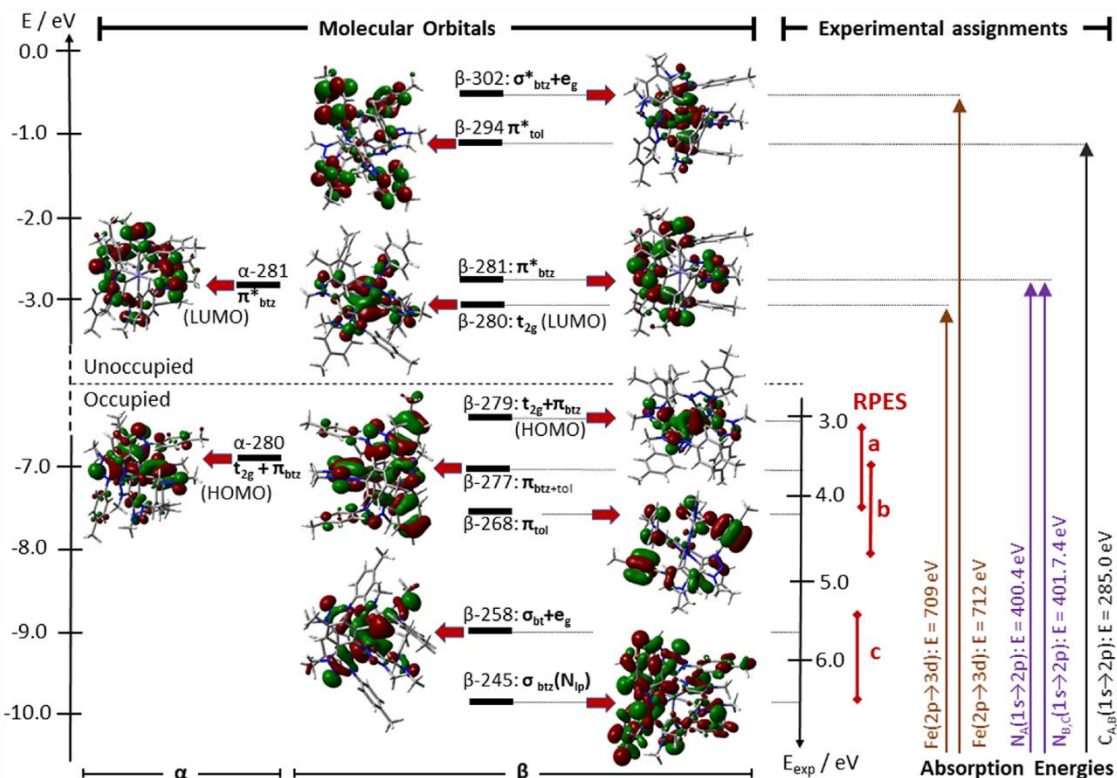 E / eV
Molecular Orbitals
Experimental assignments
0.0
-1.0
-2.0
-3.0
Unoccupied
Occupied
-7.0
-8.0
-9.0
-10.0
α-281
π*btz
(LUMO)
α-280
t2g + πbtz
(HOMO)
β-302: σ*btz+eg
β-294 π*tol
β-281: π*btz
β-280: t2g (LUMO)
β-279: t2g+πbtz
(HOMO)
β-277: πbtz+tol
β-268: πtol
β-258: σbt+eg
β-245: σbtz(Nlp)
α
β
RPES
3.0
4.0
5.0
6.0
Eexp / eV
a
b
c
Fe(2p→3d): E = 709 eV
Fe(2p→3d): E = 712 eV
NA(1s→2p): E = 400.4 eV
NB,C(1s→2p): E = 401.7.4 eV
CA,B(1s→2p): E = 285.0 eV
Absorption Energies